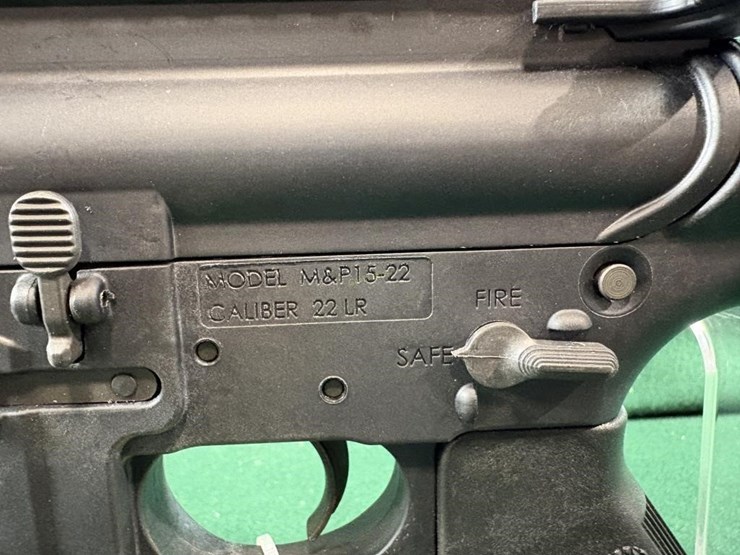 MODEL M&P15-22
CALIBER 22 LR
FIRE
SAFE